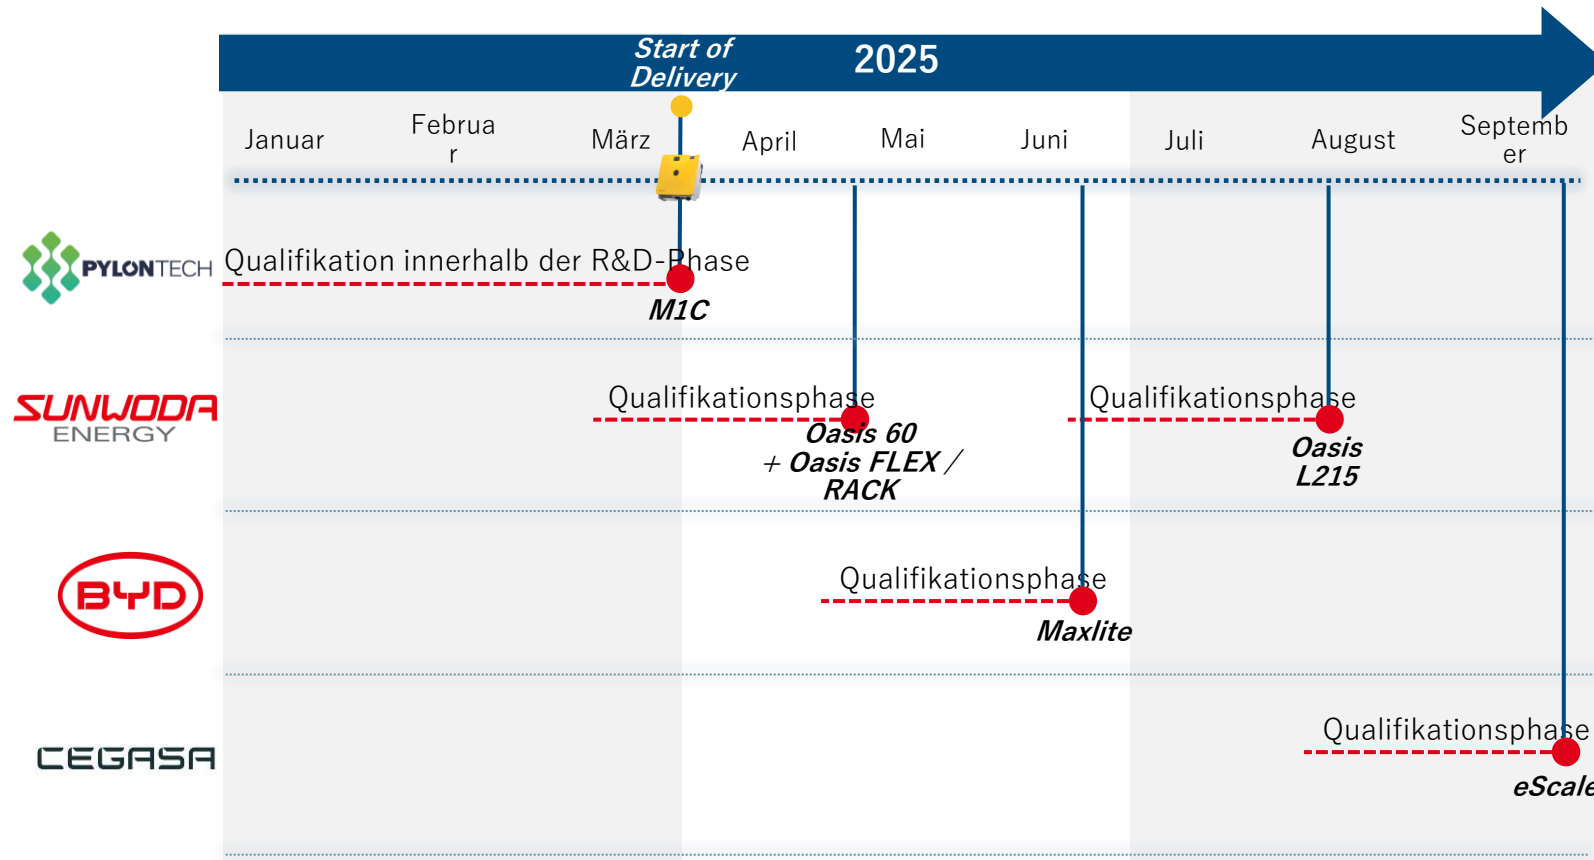 Start of
Delivery
2025
Januar
Februa
r
März
April
Mai
Juni
Juli
August
Septemb
er
PYLONTECH
Qualifikation innerhalb der R&D-Phase
M1C
SUNWODA
ENERGY
Qualifikationsphase
Oasis 60
+ Oasis FLEX /
RACK
Qualifikationsphase
Oasis
L215
BYD
Qualifikationsphase
Maxlite
CEGASA
Qualifikationsphase
eScale